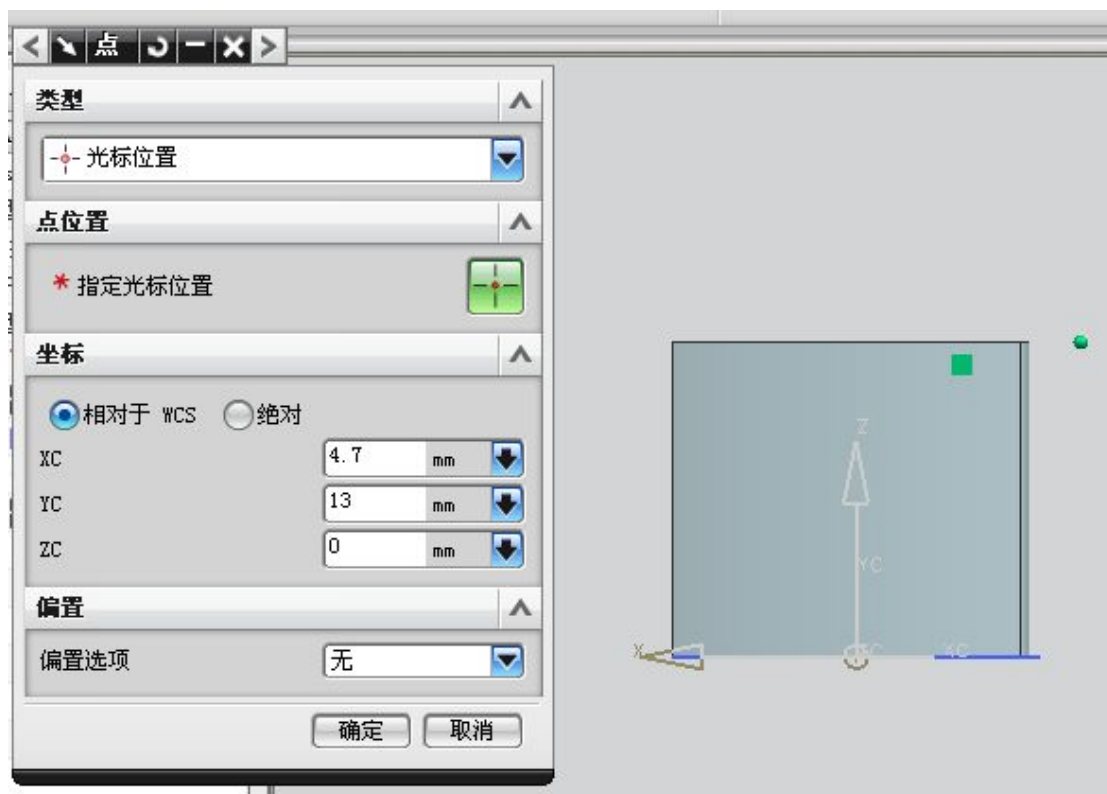 点
类型
光标位置
点位置
* 指定光标位置
坐标
相对于 WCS 绝对
XC 4.7 mm
YC 13 mm
ZC 0 mm
偏置
偏置选项 无
确定 取消
Z
YC
X
XC